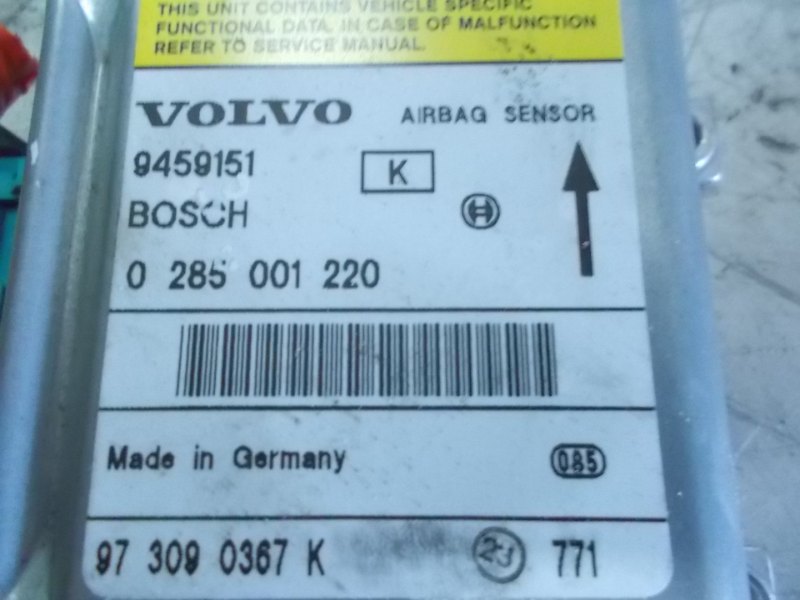 THIS UNIT CONTAINS VEHICLE SPECIFIC
FUNCTIONAL DATA. IN CASE OF MALFUNCTION
REFER TO SERVICE MANUAL.
VOLVO AIRBAG SENSOR
9459151 K
BOSCH
0 285 001 220
Made in Germany 085
97 309 0367 K 771